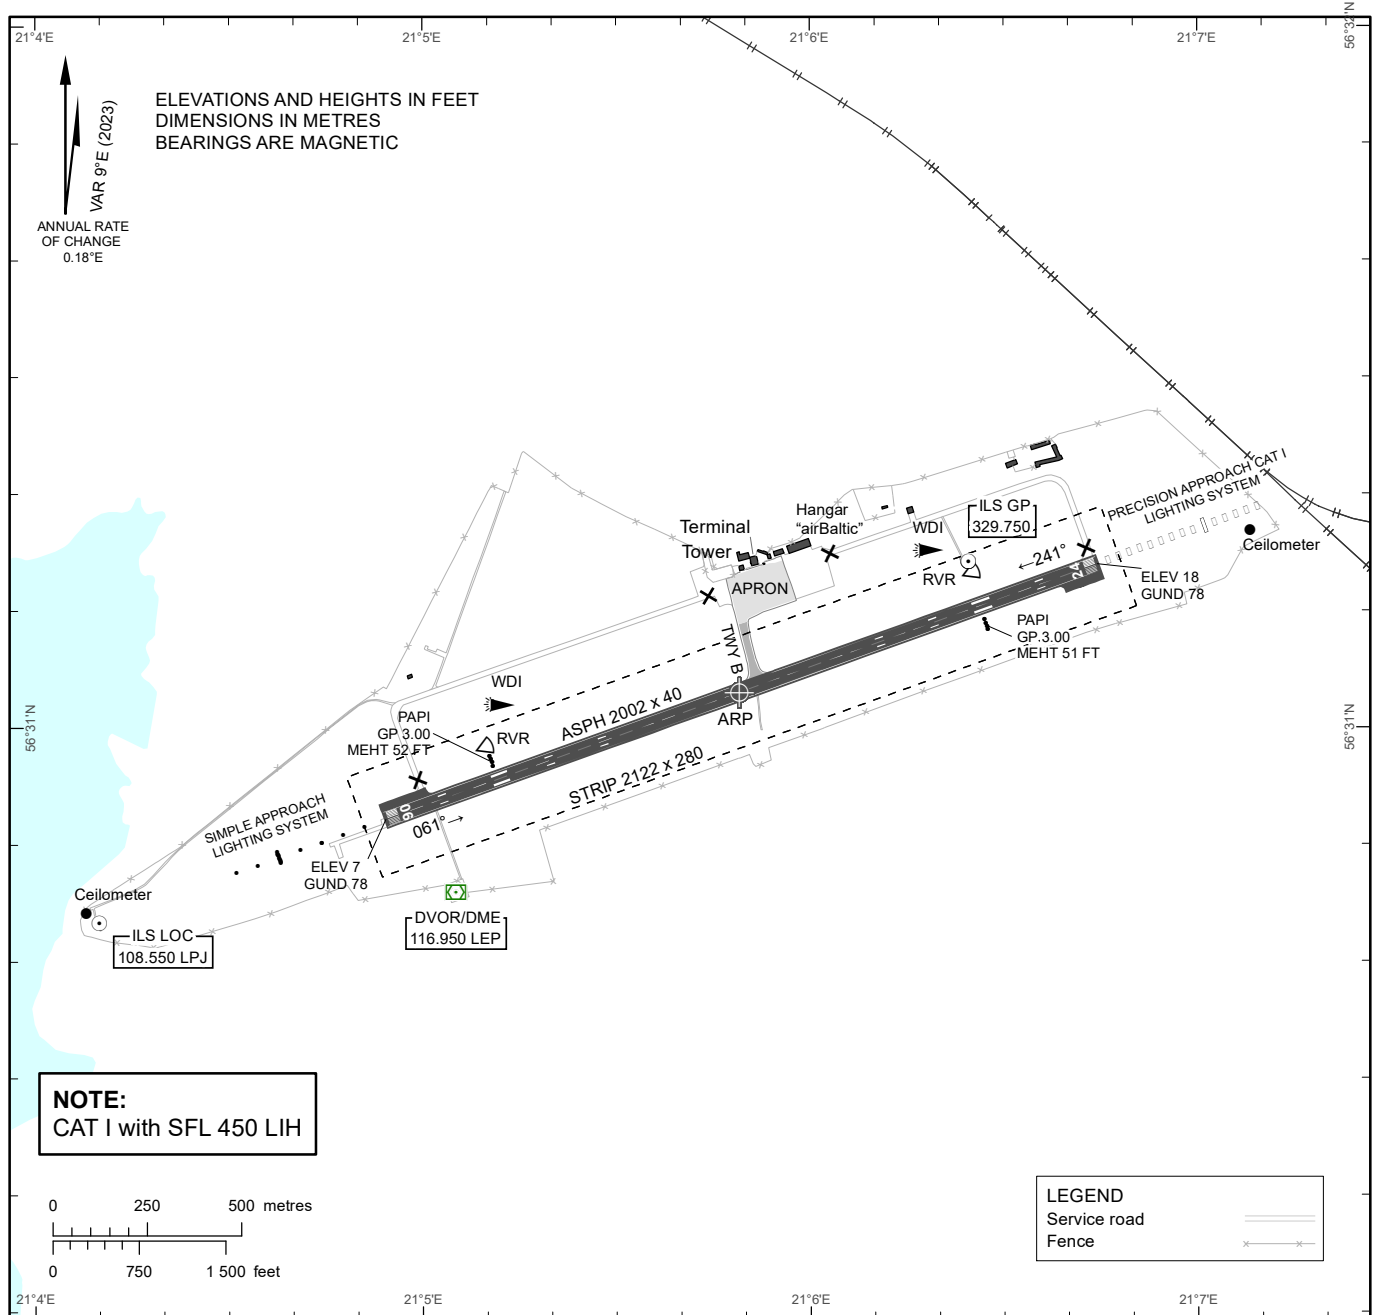 21°4'E
21°5'E
21°6'E
21°7'E
56°32'N
VAR 9°E (2023)
ANNUAL RATE
OF CHANGE
0.18°E
ELEVATIONS AND HEIGHTS IN FEET
DIMENSIONS IN METRES
BEARINGS ARE MAGNETIC
PRECISION APPROACH CAT I
LIGHTING SYSTEM
Ceilometer
ILS GP
329.750
WDI
RVR
Hangar
"airBaltic"
Terminal
Tower
APRON
TWY B
←241°
24
ELEV 18
GUND 78
PAPI
GP.3.00
MEHT 51 FT
WDI
RVR
PAPI
GP 3.00
MEHT 52 FT
ASPH 2002 x 40
ARP
STRIP 2122 x 280
56°31'N
56°31'N
SIMPLE APPROACH
LIGHTING SYSTEM
06
061°→
ELEV 7
GUND 78
Ceilometer
ILS LOC
108.550 LPJ
DVOR/DME
116.950 LEP
NOTE:
CAT I with SFL 450 LIH
0 250 500 metres
0 750 1 500 feet
LEGEND
Service road
Fence
21°4'E
21°5'E
21°6'E
21°7'E